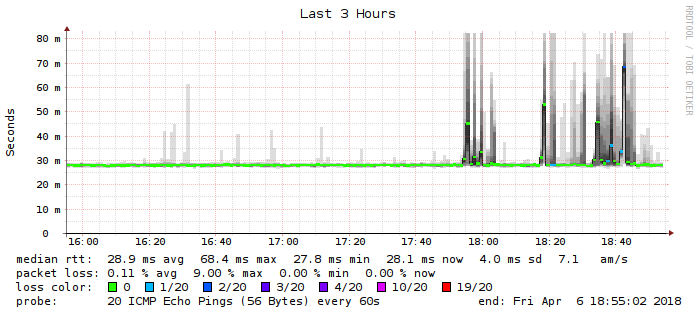 Last 3 Hours
RRDTOOL / TOBI OETIKER
Seconds
80 m
70 m
60 m
50 m
40 m
30 m
20 m
10 m
0
16:00 16:20 16:40 17:00 17:20 17:40 18:00 18:20 18:40
median rtt: 28.9 ms avg 68.4 ms max 27.8 ms min 28.1 ms now 4.0 ms sd 7.1 am/s
packet loss: 0.11 % avg 9.00 % max 0.00 % min 0.00 % now
loss color: 0 1/20 2/20 3/20 4/20 10/20 19/20
probe: 20 ICMP Echo Pings (56 Bytes) every 60s end: Fri Apr 6 18:55:02 2018